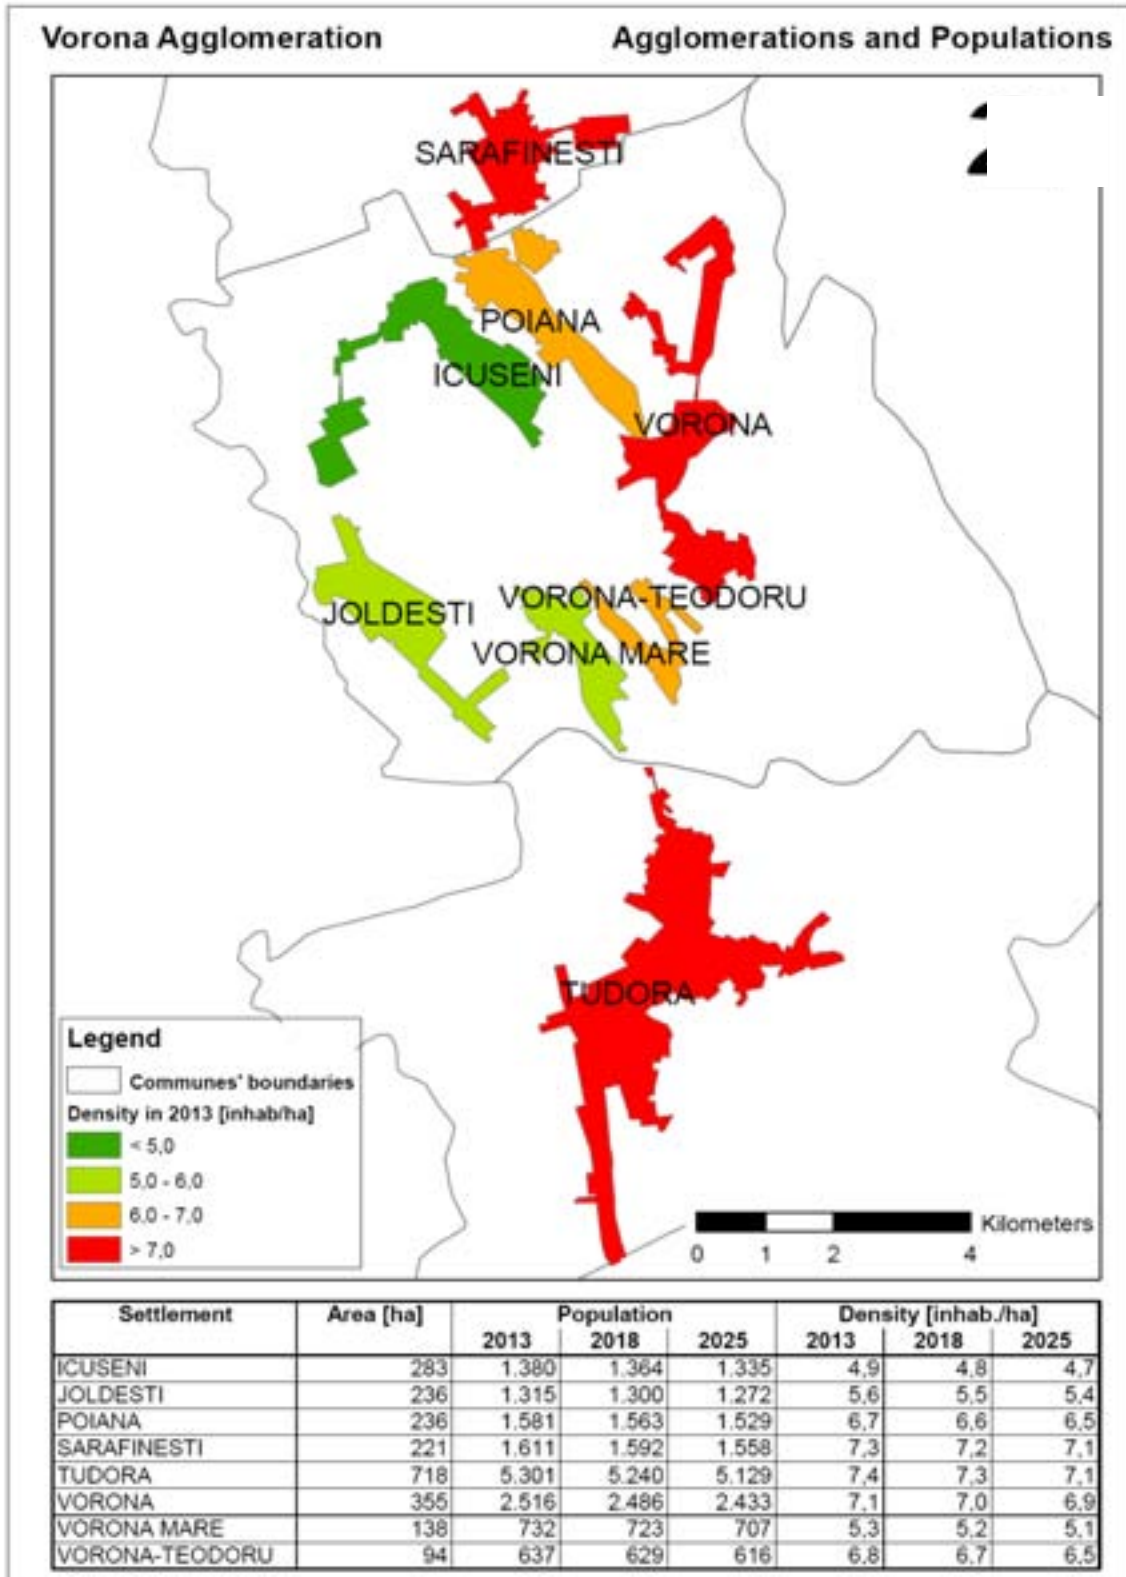 Vorona Agglomeration Agglomerations and Populations
SARAFINESTI
POIANA
ICUSENI
VORONA
VORONA-TEODORU
JOLDESTI
VORONA MARE
TUDORA
Legend
Communes' boundaries
Density in 2013 [inhab/ha]
< 5,0
5,0 - 6,0
6,0 - 7,0
> 7,0
Kilometers
0 1 2 4
Settlement Area [ha] Population Density [inhab./ha]
2013 2018 2025 2013 2018 2025
ICUSENI 283 1.380 1.364 1.335 4,9 4,8 4,7
JOLDESTI 236 1.315 1.300 1.272 5,6 5,5 5,4
POIANA 236 1.581 1.563 1.529 6,7 6,6 6,5
SARAFINESTI 221 1.611 1.592 1.558 7,3 7,2 7,1
TUDORA 718 5.301 5.240 5.129 7,4 7,3 7,1
VORONA 355 2.516 2.486 2.433 7,1 7,0 6,9
VORONA MARE 138 732 723 707 5,3 5,2 5,1
VORONA-TEODORU 94 637 629 616 6,8 6,7 6,5